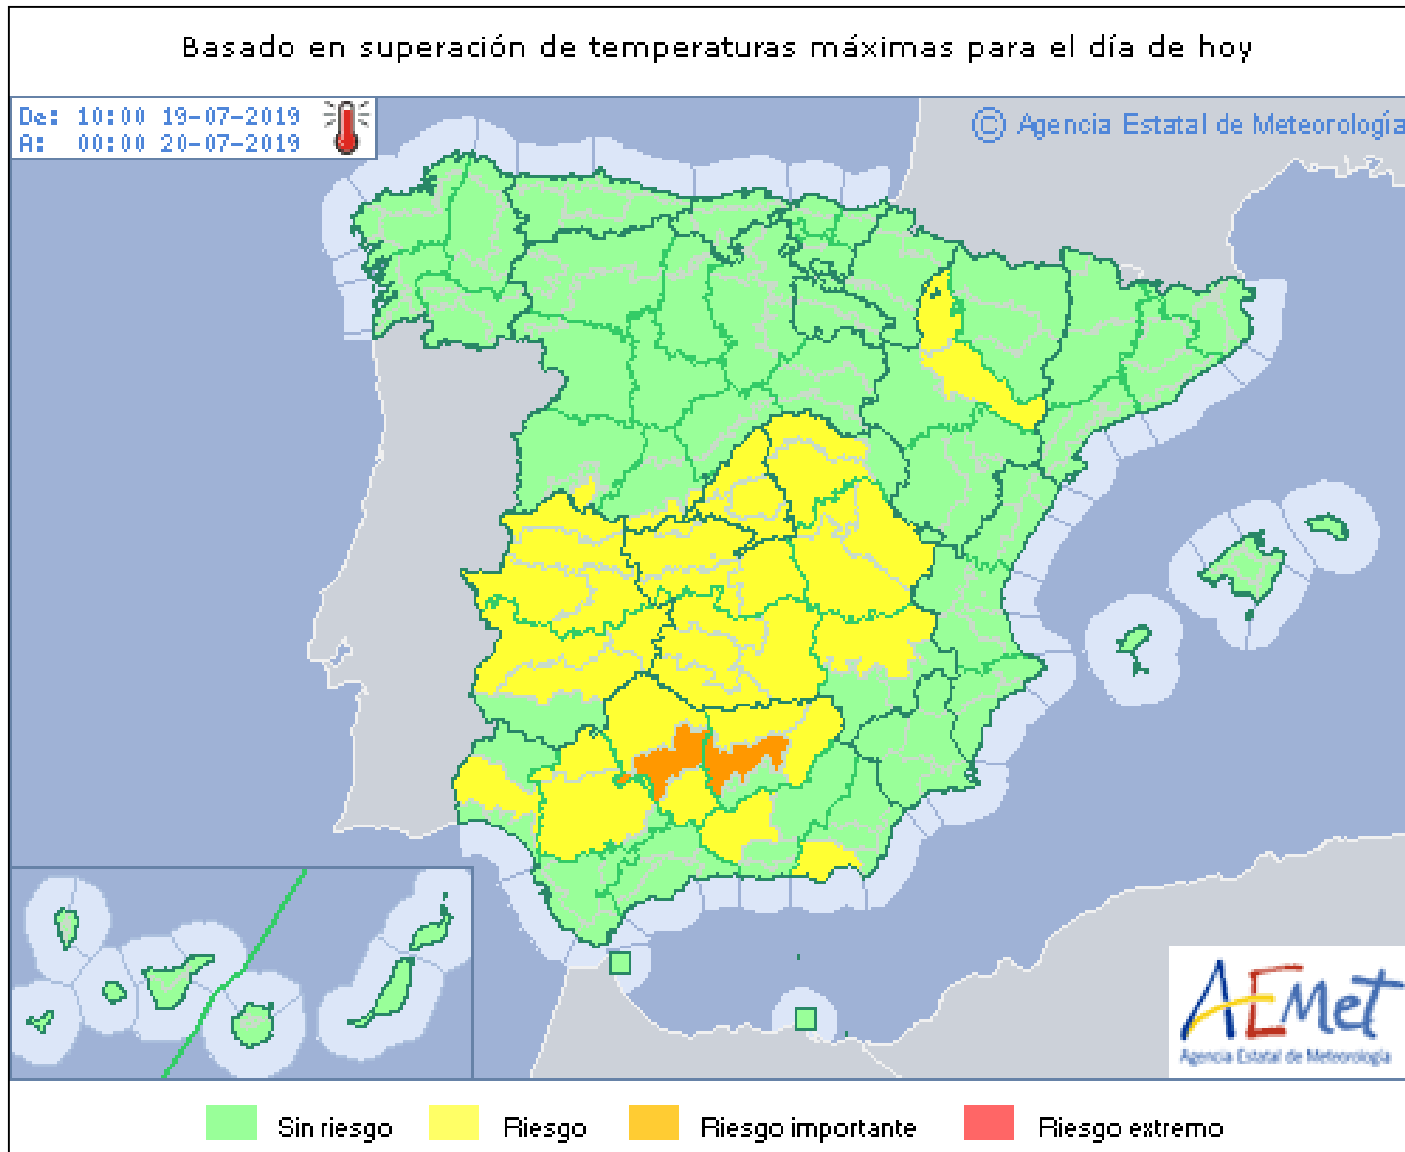 Basado en superación de temperaturas máximas para el día de hoy
De: 10:00 19-07-2019
A: 00:00 20-07-2019
© Agencia Estatal de Meteorología
AEMet
Agencia Estatal de Meteorología
Sin riesgo Riesgo Riesgo importante Riesgo extremo